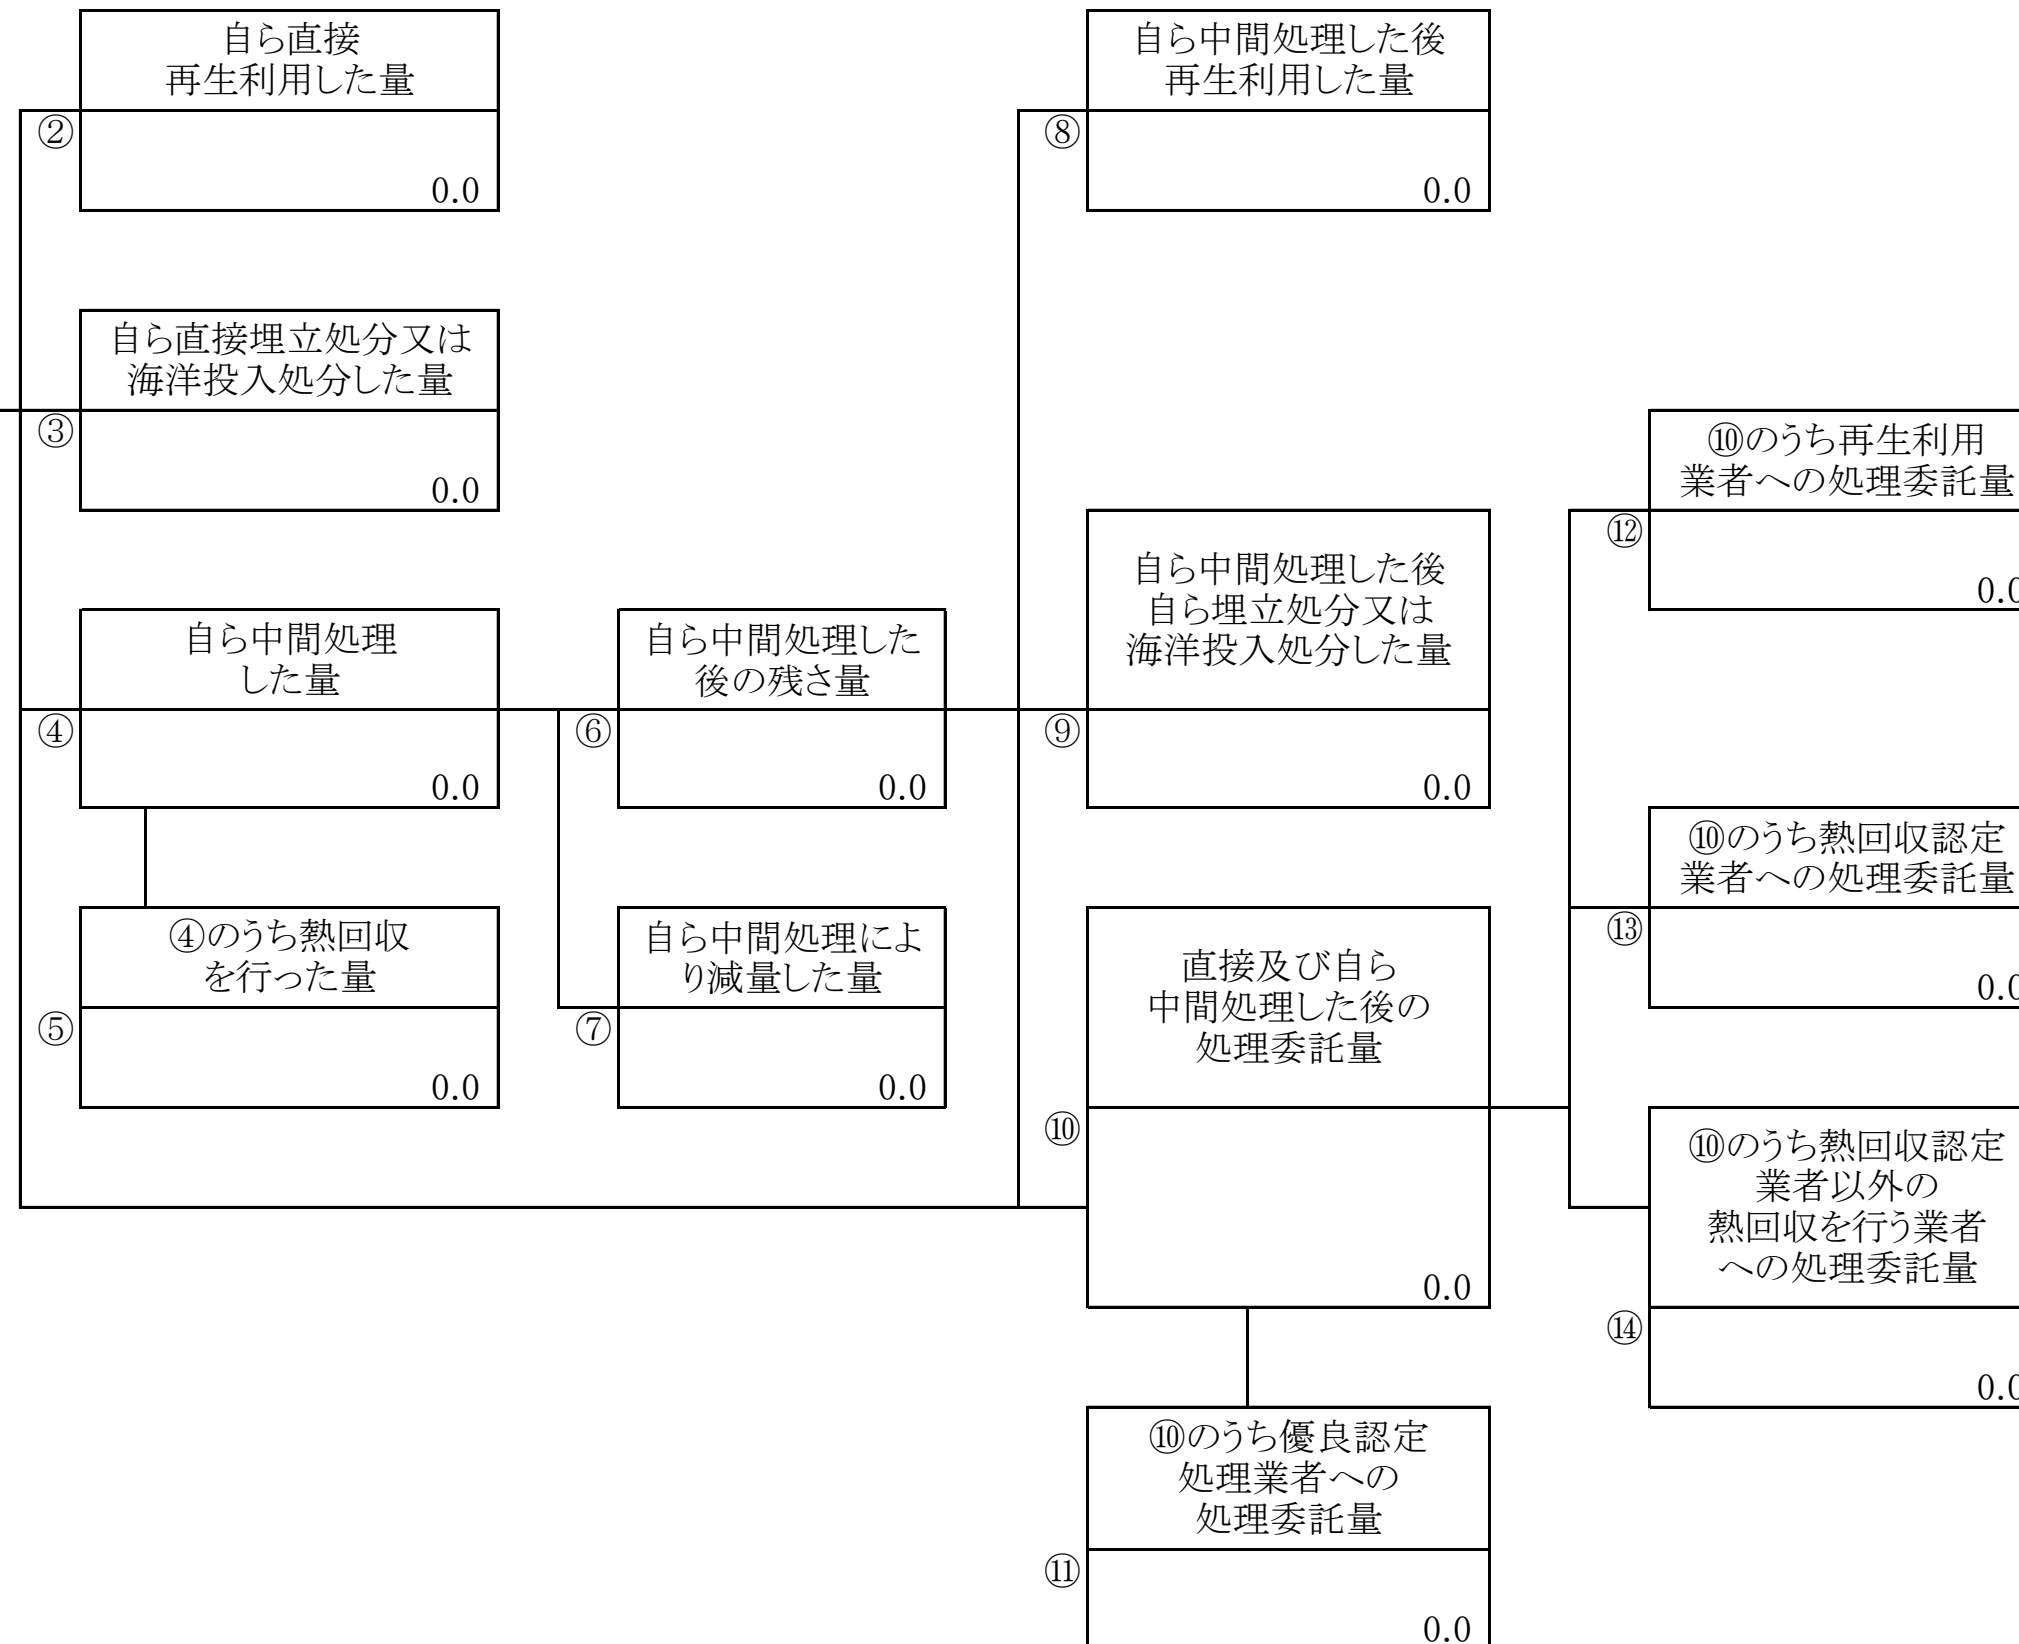 自ら直接
再生利用した量
②
0.0
自ら中間処理した後
再生利用した量
⑧
0.0
自ら直接埋立処分又は
海洋投入処分した量
③
0.0
⑩のうち再生利用
業者への処理委託量
⑫
0.0
自ら中間処理
した量
④
0.0
自ら中間処理した
後の残さ量
⑥
0.0
自ら中間処理した後
自ら埋立処分又は
海洋投入処分した量
⑨
0.0
⑩のうち熱回収認定
業者への処理委託量
⑬
0.0
④のうち熱回収
を行った量
⑤
0.0
自ら中間処理によ
り減量した量
⑦
0.0
直接及び自ら
中間処理した後の
処理委託量
⑩
0.0
⑩のうち熱回収認定
業者以外の
熱回収を行う業者
への処理委託量
⑭
0.0
⑩のうち優良認定
処理業者への
処理委託量
⑪
0.0